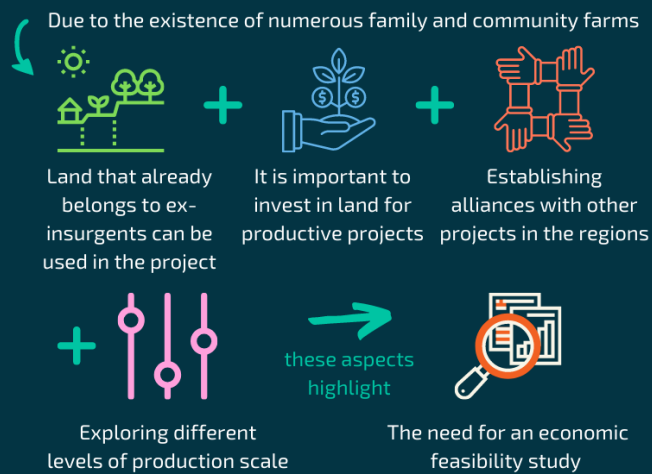 Due to the existence of numerous family and community farms
Land that already
belongs to ex-
insurgents can be
used in the project
It is important to
invest in land for
productive projects
Establishing
alliances with other
projects in the regions
Exploring different
levels of production scale
these aspects
highlight
The need for an economic
feasibility study